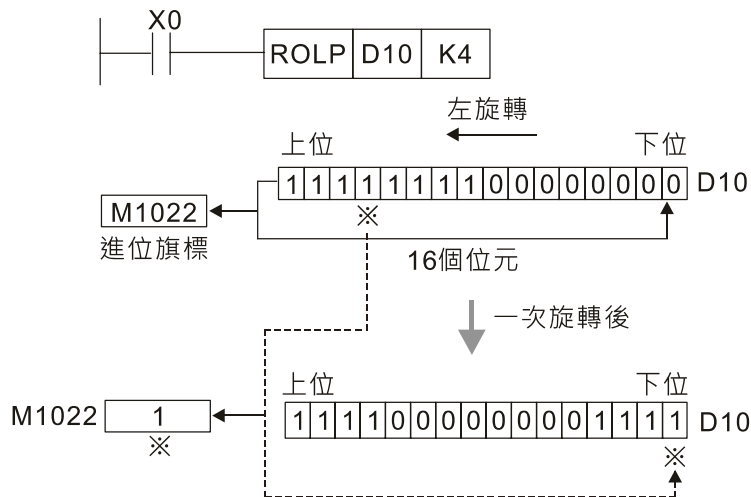 X0
ROLP D10 K4
左旋轉
上位 下位
1 1 1 1 1 1 1 1 0 0 0 0 0 0 0 0 D10
M1022 ※
進位旗標
16個位元
一次旋轉後
上位 下位
M1022 1 1 1 1 1 0 0 0 0 0 0 0 0 1 1 1 1 D10
※ ※